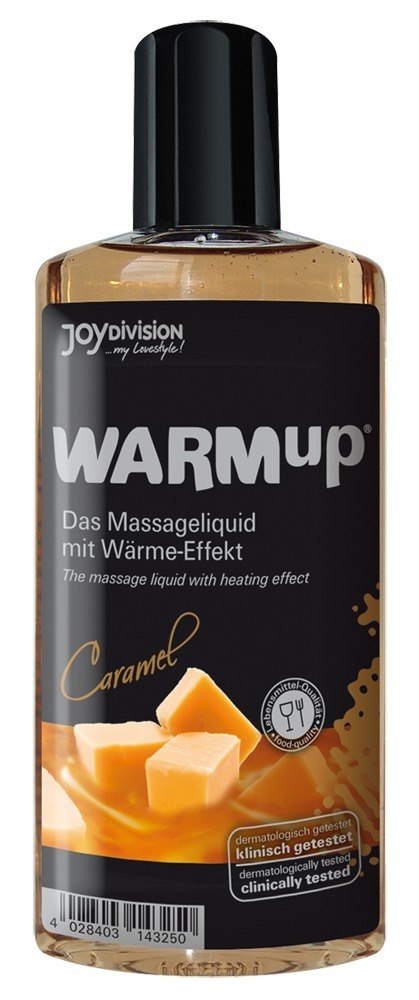 JOYDIVISION
...my Lovestyle!
WARMup®
Das Massageliquid
mit Wärme-Effekt
The massage liquid with heating effect
Caramel
Lebensmittel-Qualität
food-quality
dermatologisch getestet
klinisch getestet
dermatologically tested
clinically tested
4 028403 143250